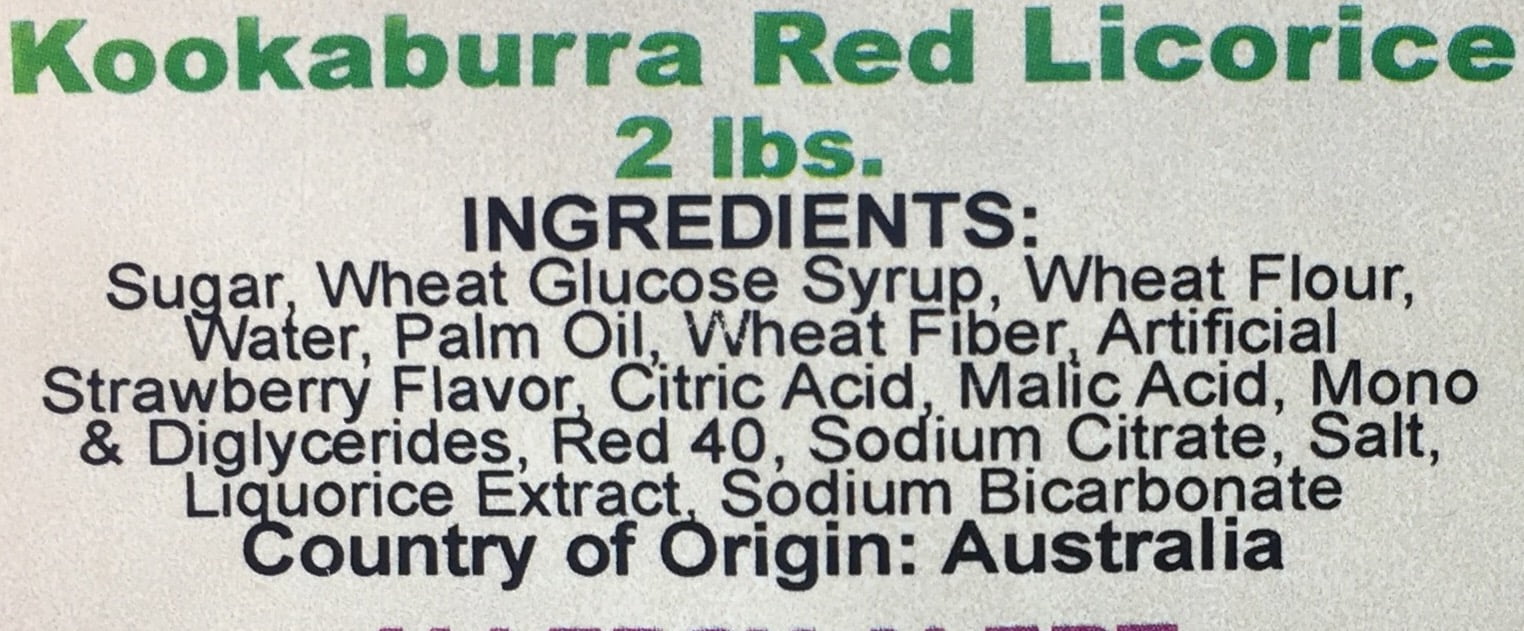 Kookaburra Red Licorice
2 lbs.
INGREDIENTS:
Sugar, Wheat Glucose Syrup, Wheat Flour,
Water, Palm Oil, Wheat Fiber, Artificial
Strawberry Flavor, Citric Acid, Malic Acid, Mono
& Diglycerides, Red 40, Sodium Citrate, Salt,
Liquorice Extract, Sodium Bicarbonate
Country of Origin: Australia